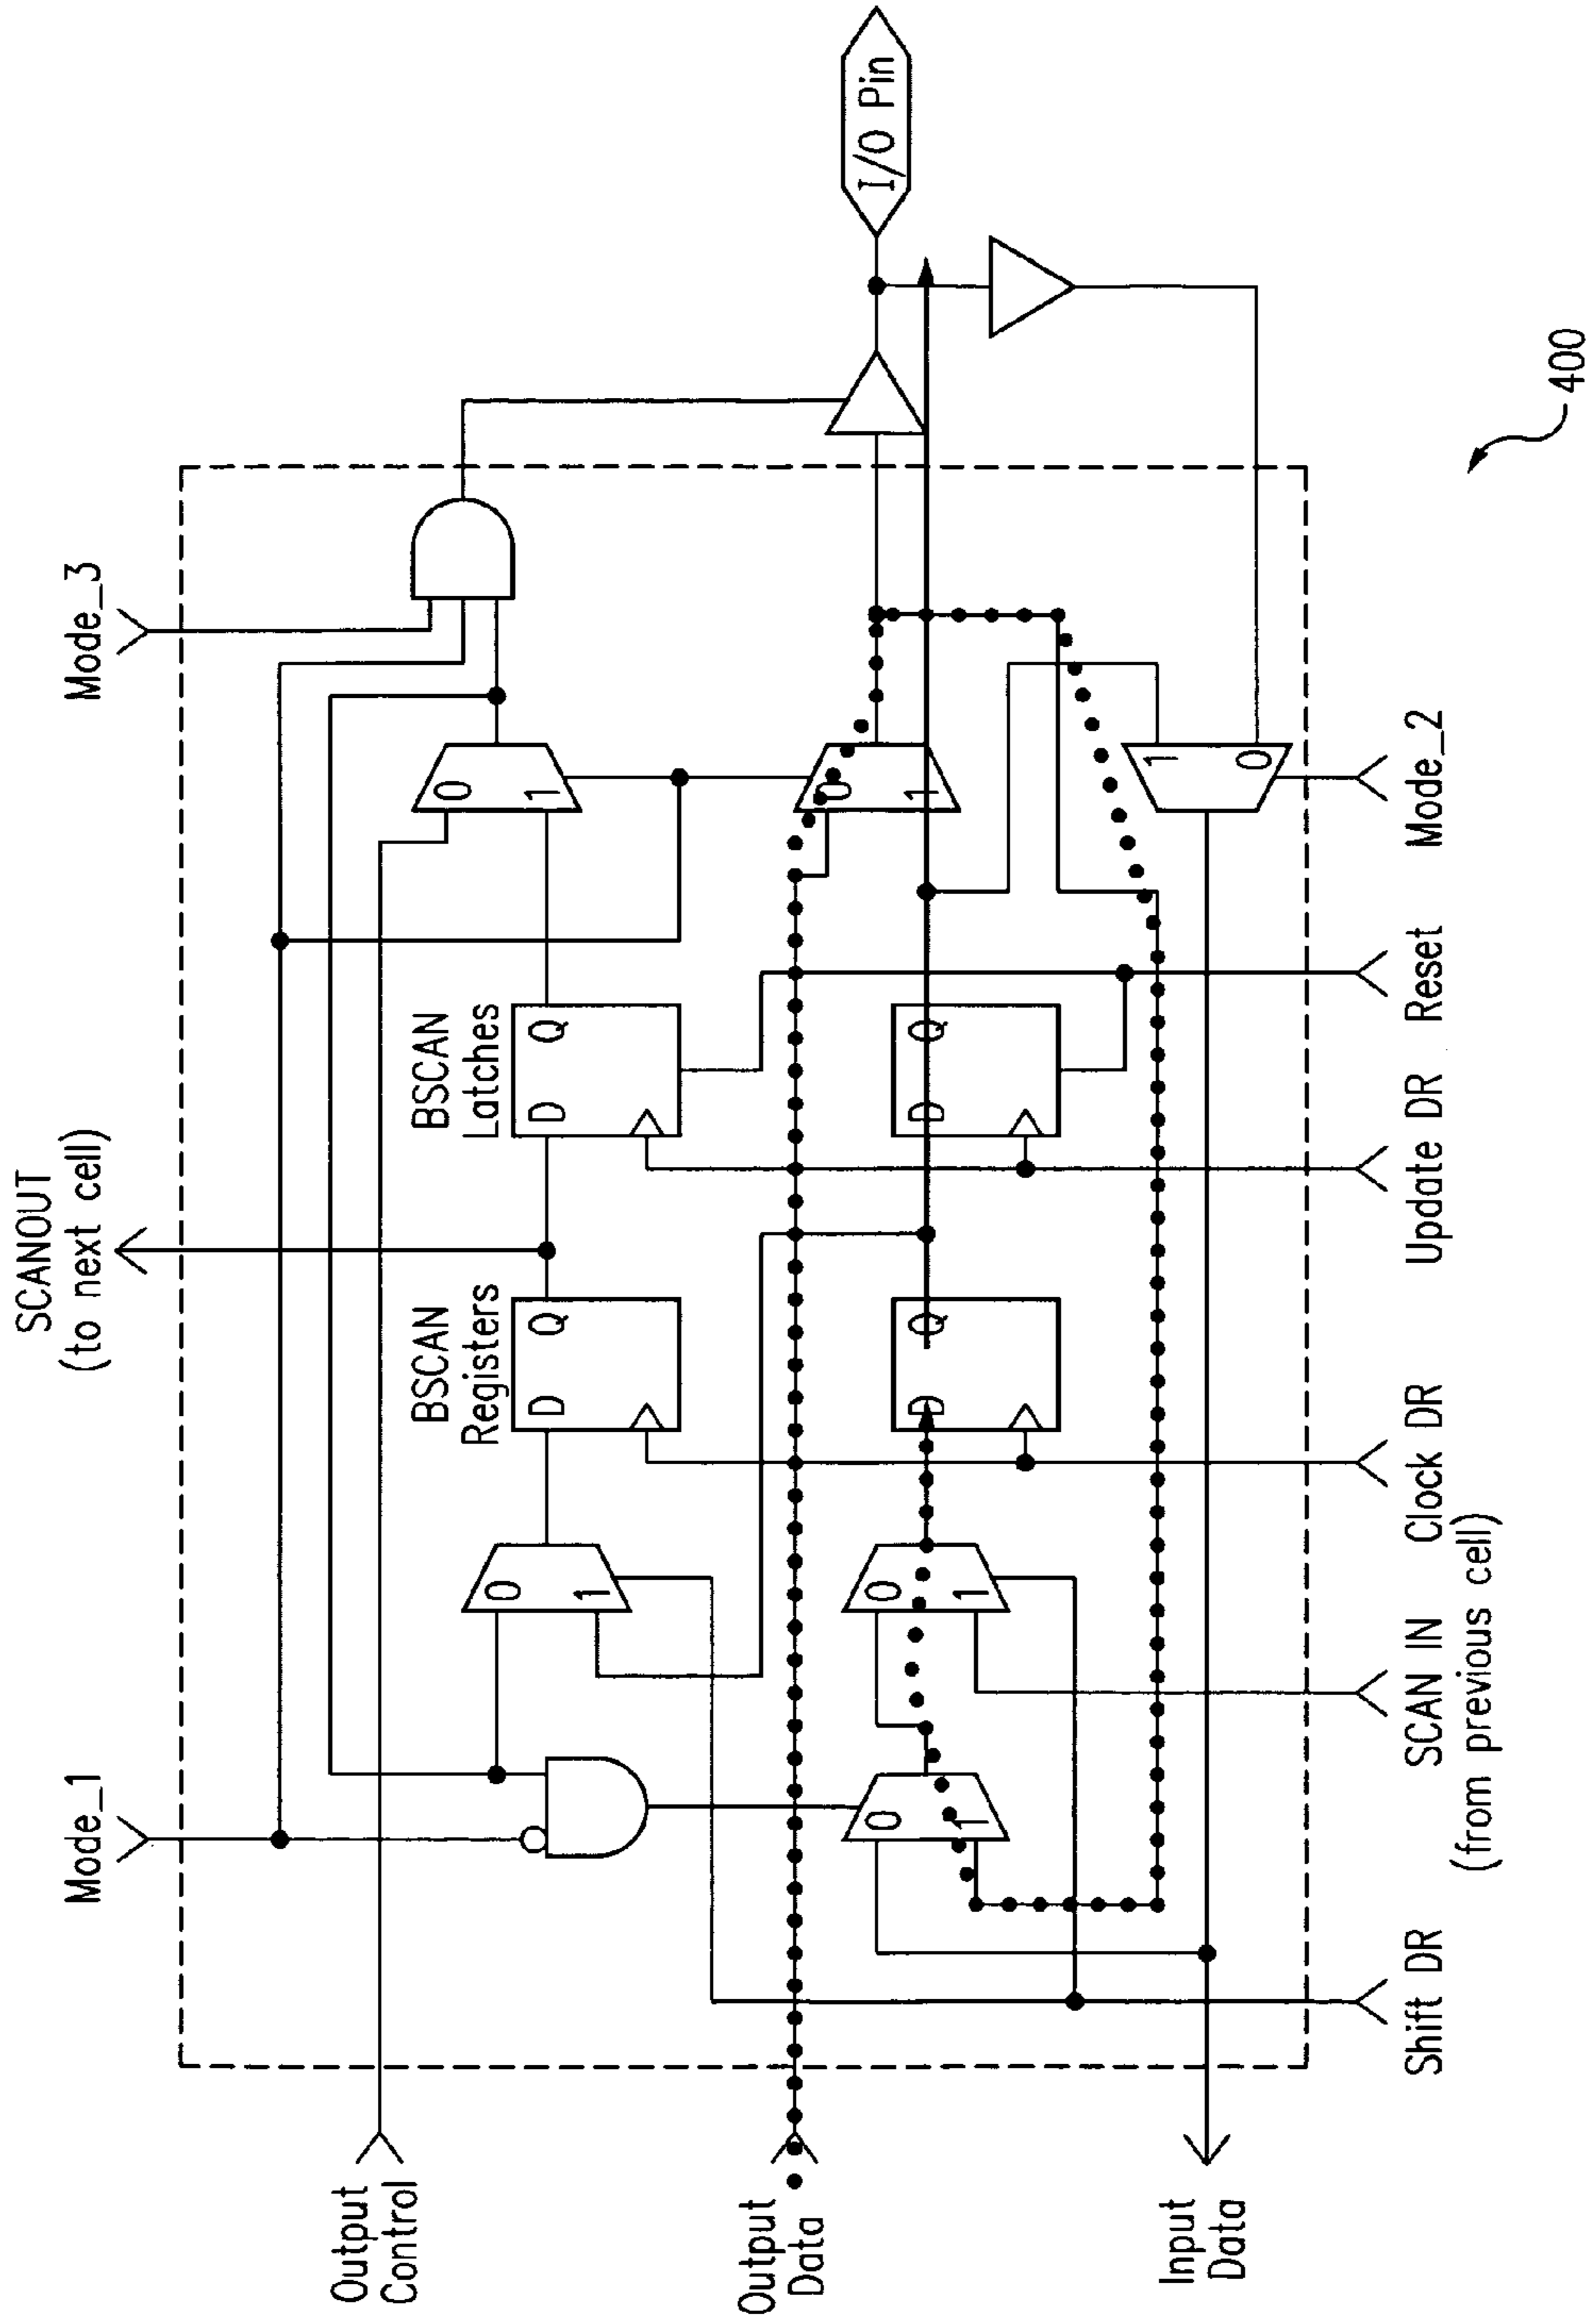 SCANOUT
(to next cell)
Mode_1
Mode_3
Output
Control
Output
Data
Input
Data
BSCAN
Registers
BSCAN
Latches
0
1
D
Q
D
Q
0
1
0
1
0
1
D
Q
D
Q
0
1
1
0
I/O Pin
Shift DR
SCAN IN
(from previous cell)
Clock DR
Update DR
Reset
Mode_2
400